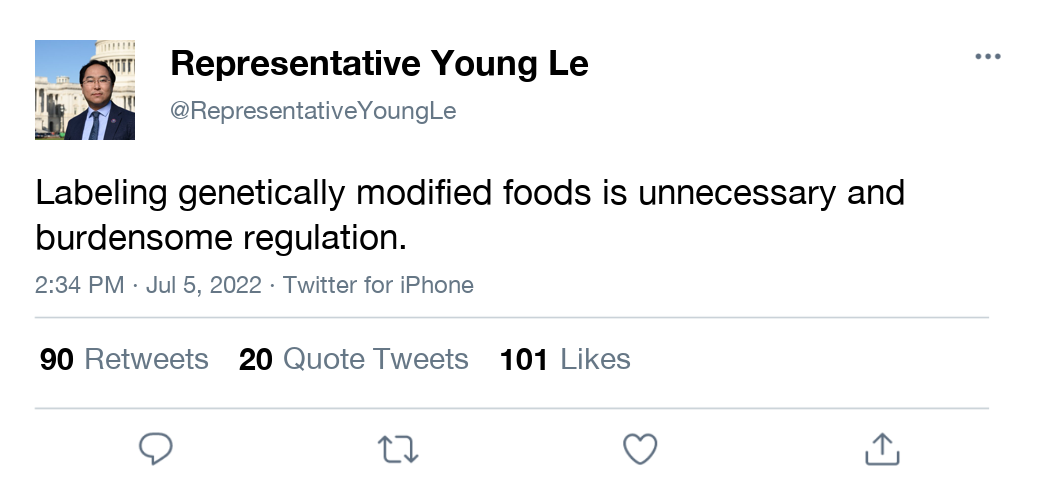 Representative Young Le
@RepresentativeYoungLe
Labeling genetically modified foods is unnecessary and
burdensome regulation.
2:34 PM · Jul 5, 2022 · Twitter for iPhone
90 Retweets 20 Quote Tweets 101 Likes